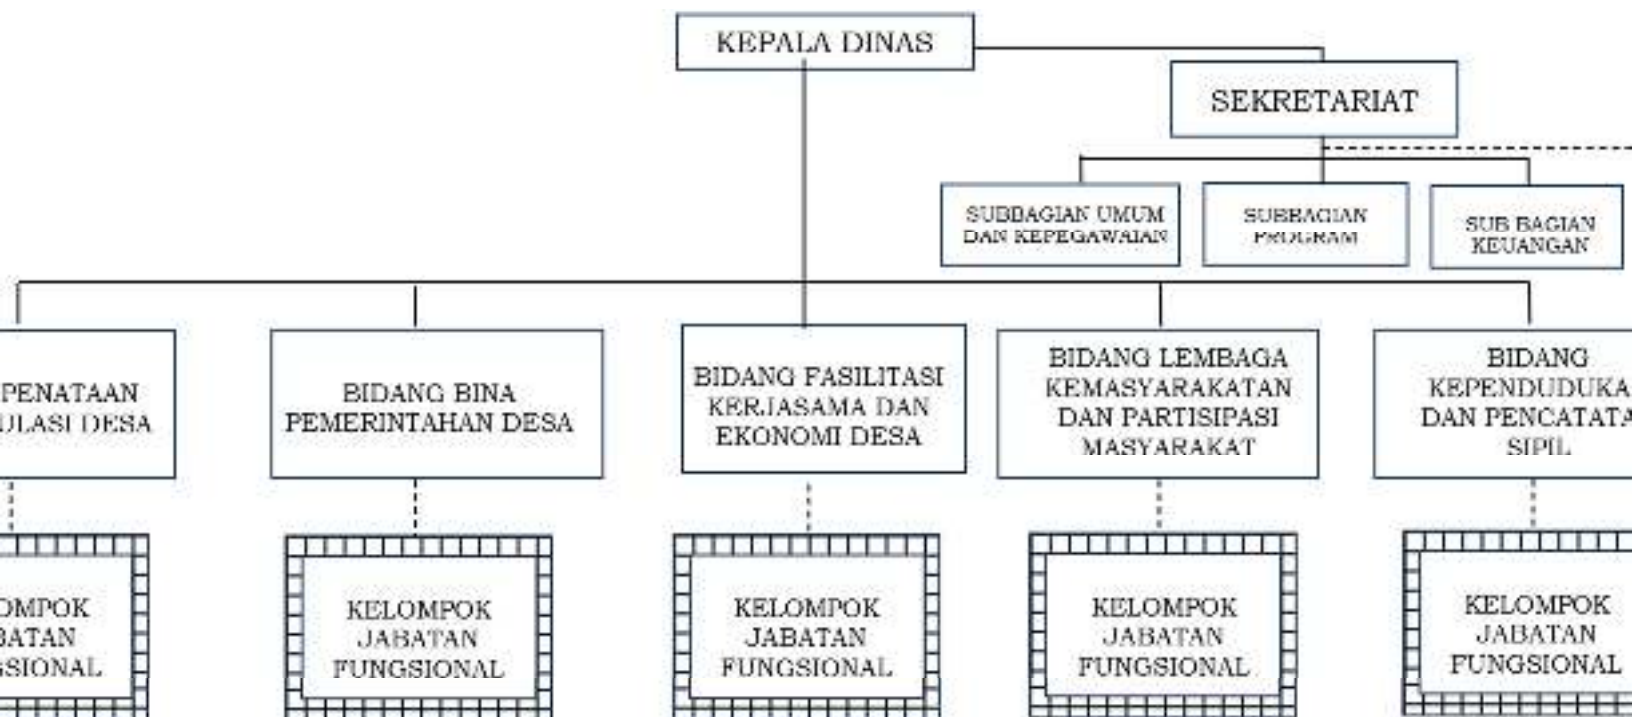 KEPALA DINAS
SEKRETARIAT
SUBBAGIAN UMUM
DAN KEPEGAWAIAN
SUBBAGIAN
PROGRAM
SUB BAGIAN
KEUANGAN
PENATAAN
DESA
BIDANG BINA
PEMERINTAHAN DESA
BIDANG FASILITASI
KERJASAMA DAN
EKONOMI DESA
BIDANG LEMBAGA
KEMASYARAKATAN
DAN PARTISIPASI
MASYARAKAT
BIDANG
KEPENDUDUKA
DAN PENCATATA
SIPIL
KELOMPOK
JABATAN
FUNGSIONAL
KELOMPOK
JABATAN
FUNGSIONAL
KELOMPOK
JABATAN
FUNGSIONAL
KELOMPOK
JABATAN
FUNGSIONAL